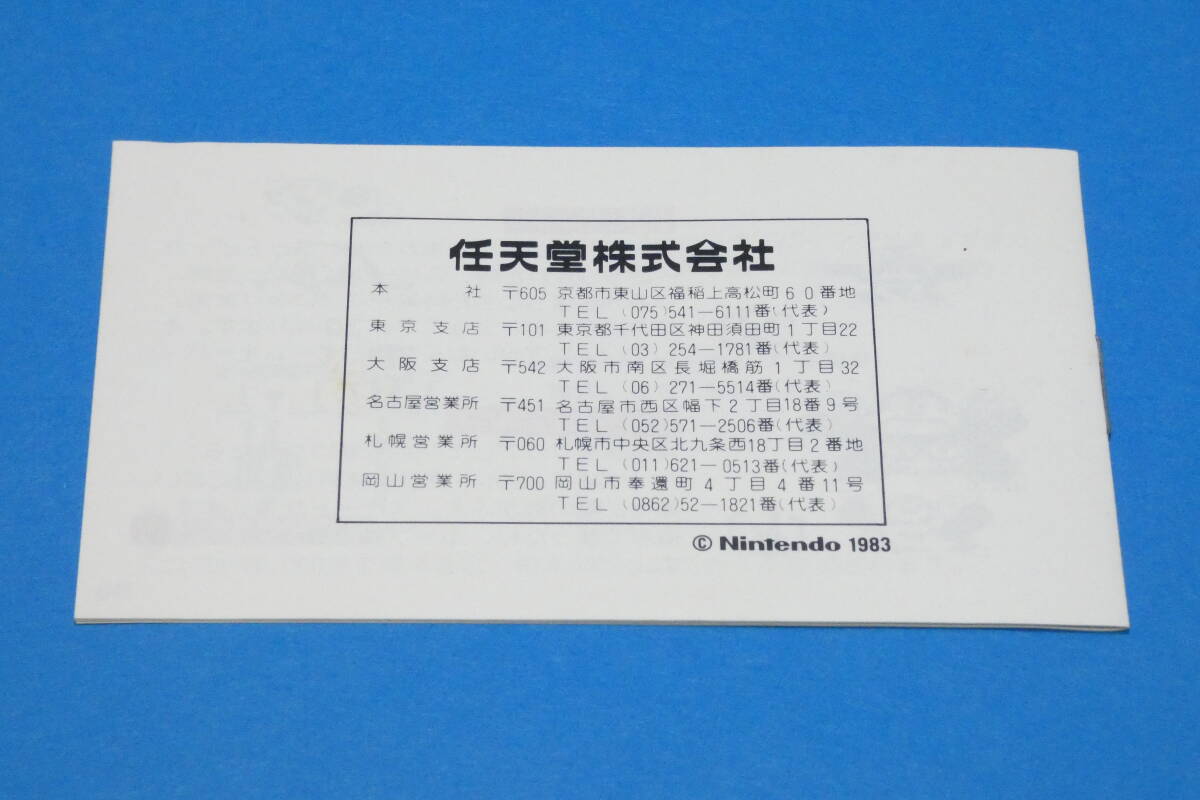 任天堂株式会社
本社 〒605 京都市東山区福稲上高松町60番地
TEL (075)541-6111番(代表)
東京支店 〒101 東京都千代田区神田須田町1丁目22
TEL (03) 254-1781番(代表)
大阪支店 〒542 大阪市南区長堀橋筋1丁目32
TEL (06) 271-5514番(代表)
名古屋営業所 〒451 名古屋市西区幅下2丁目18番9号
TEL (052)571-2506番(代表)
札幌営業所 〒060 札幌市中央区北九条西18丁目2番地
TEL (011)621-0513番(代表)
岡山営業所 〒700 岡山市奉還町4丁目4番11号
TEL (0862)52-1821番(代表)
© Nintendo 1983